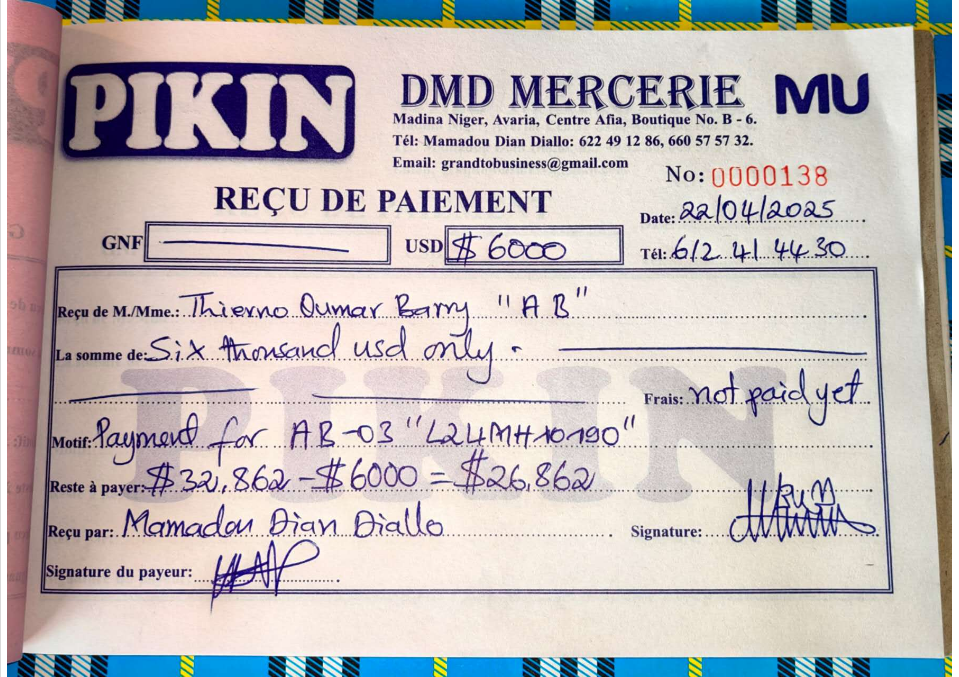 PIKIN
DMD MERCERIE
MU
Madina Niger, Avaria, Centre Afia, Boutique No. B - 6.
Tél: Mamadou Dian Diallo: 622 49 12 86, 660 57 57 32.
Email: grandtobusiness@gmail.com
No: 0000138
REÇU DE PAIEMENT
Date: 22/04/2025
GNF USD $ 6000
Tél: 612 41 44 30
Reçu de M./Mme.: Thierno Oumar Barry "AB"
La somme de: Six thousand usd only.
Frais: not paid yet
PIKIN
Motif: Payment for AB-03 "L24MH10190"
Reste à payer: $32,862 - $6000 = $26,862
Reçu par: Mamadou Dian Diallo Signature:
Signature du payeur: